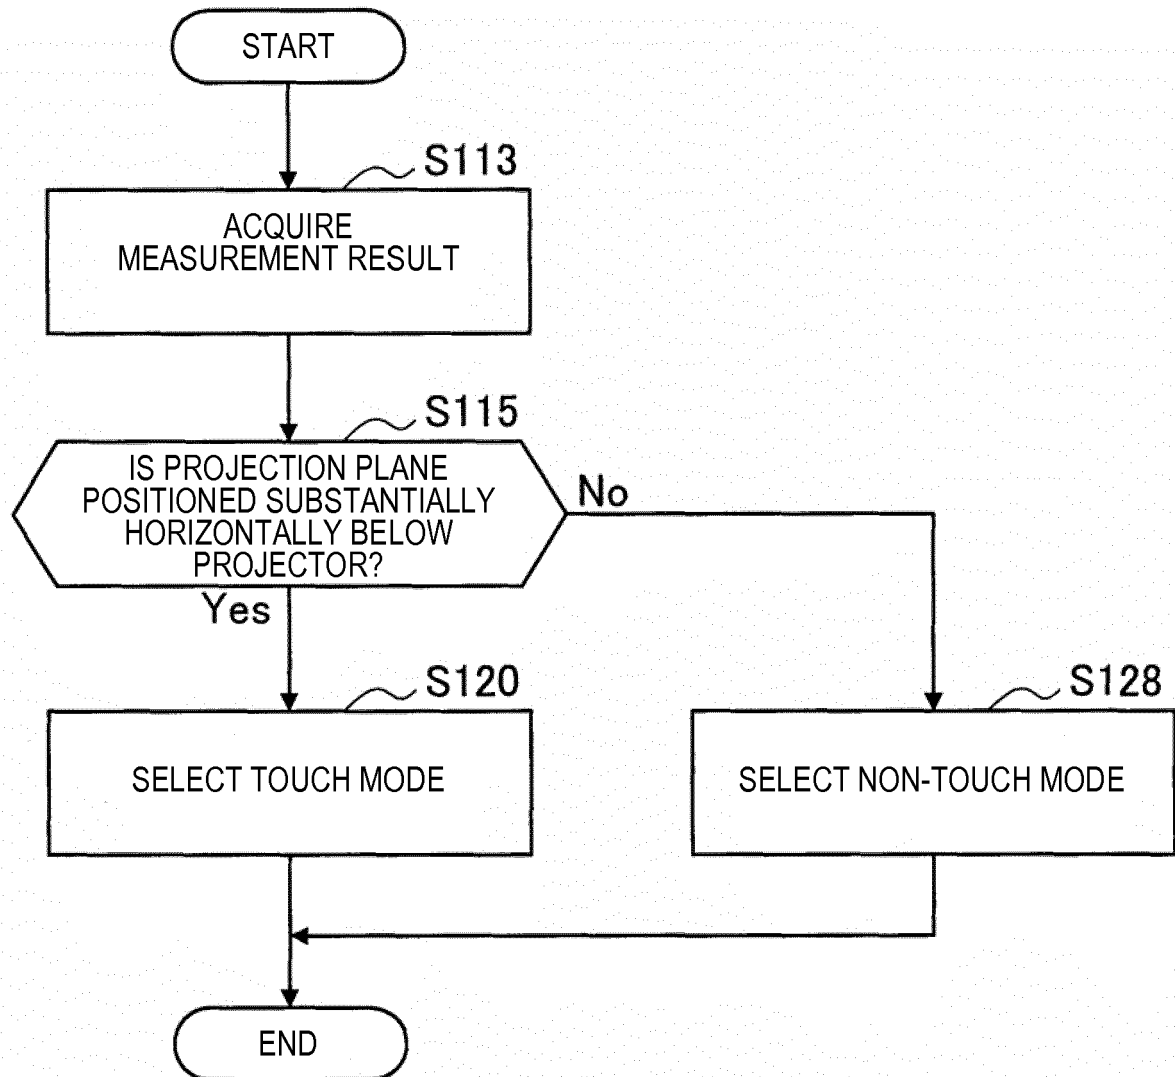 START
S113
ACQUIRE
MEASUREMENT RESULT
S115
IS PROJECTION PLANE
POSITIONED SUBSTANTIALLY
HORIZONTALLY BELOW
PROJECTOR?
No
Yes
S120
SELECT TOUCH MODE
S128
SELECT NON-TOUCH MODE
END